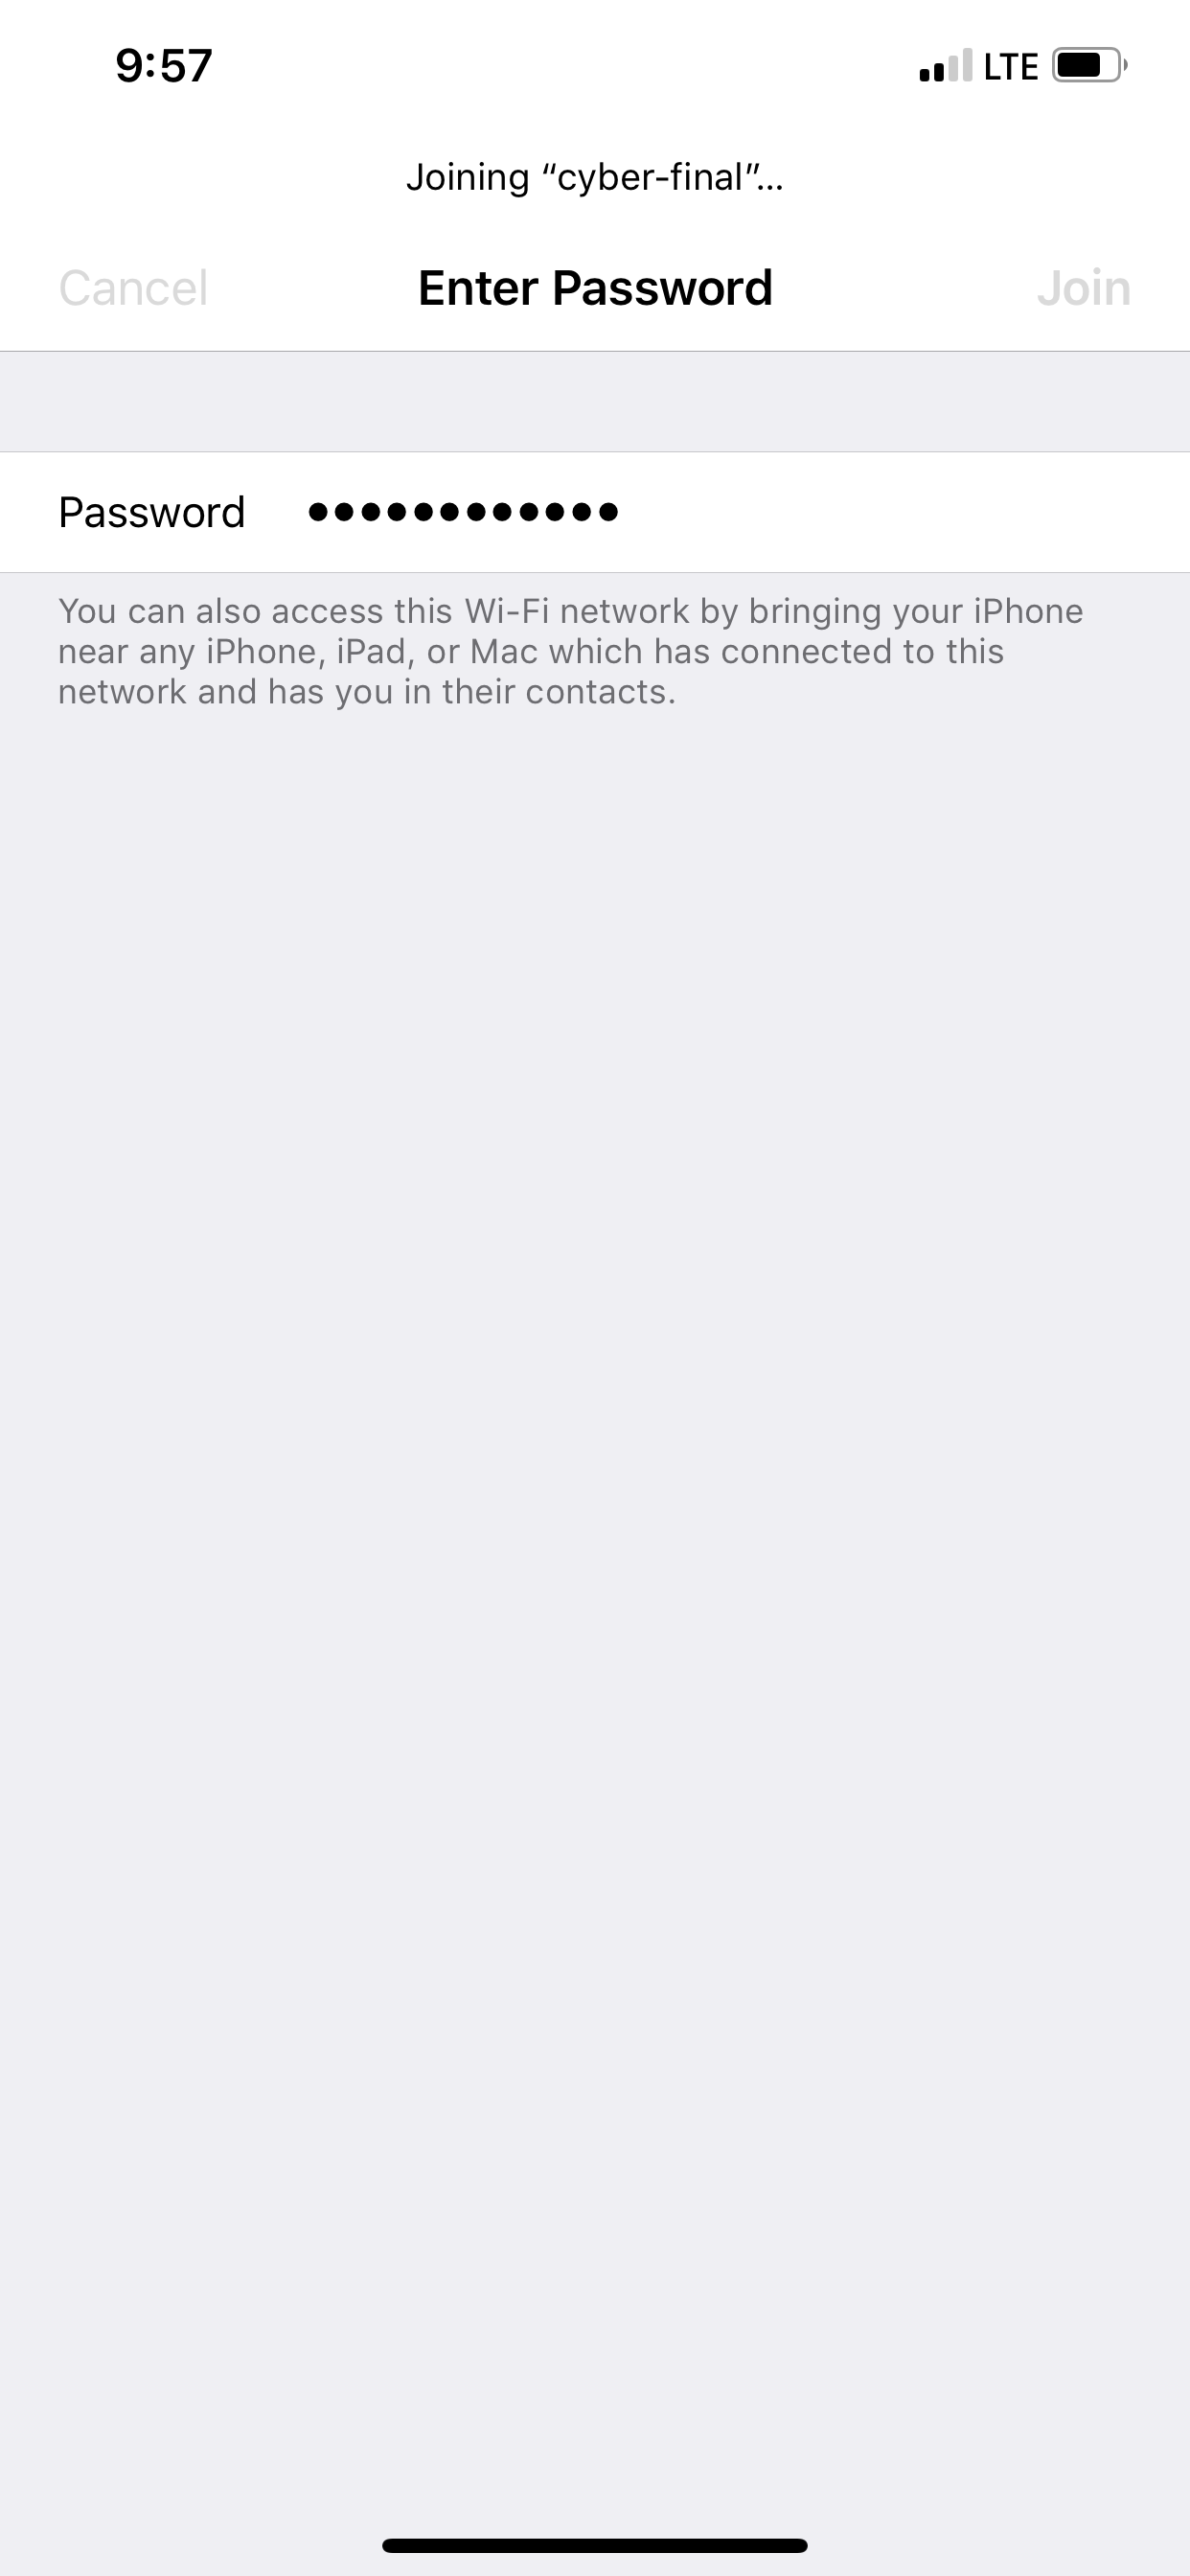 9:57 LTE
Joining “cyber-final”...
Cancel Enter Password Join
Password ●●●●●●●●●●●●
You can also access this Wi-Fi network by bringing your iPhone
near any iPhone, iPad, or Mac which has connected to this
network and has you in their contacts.